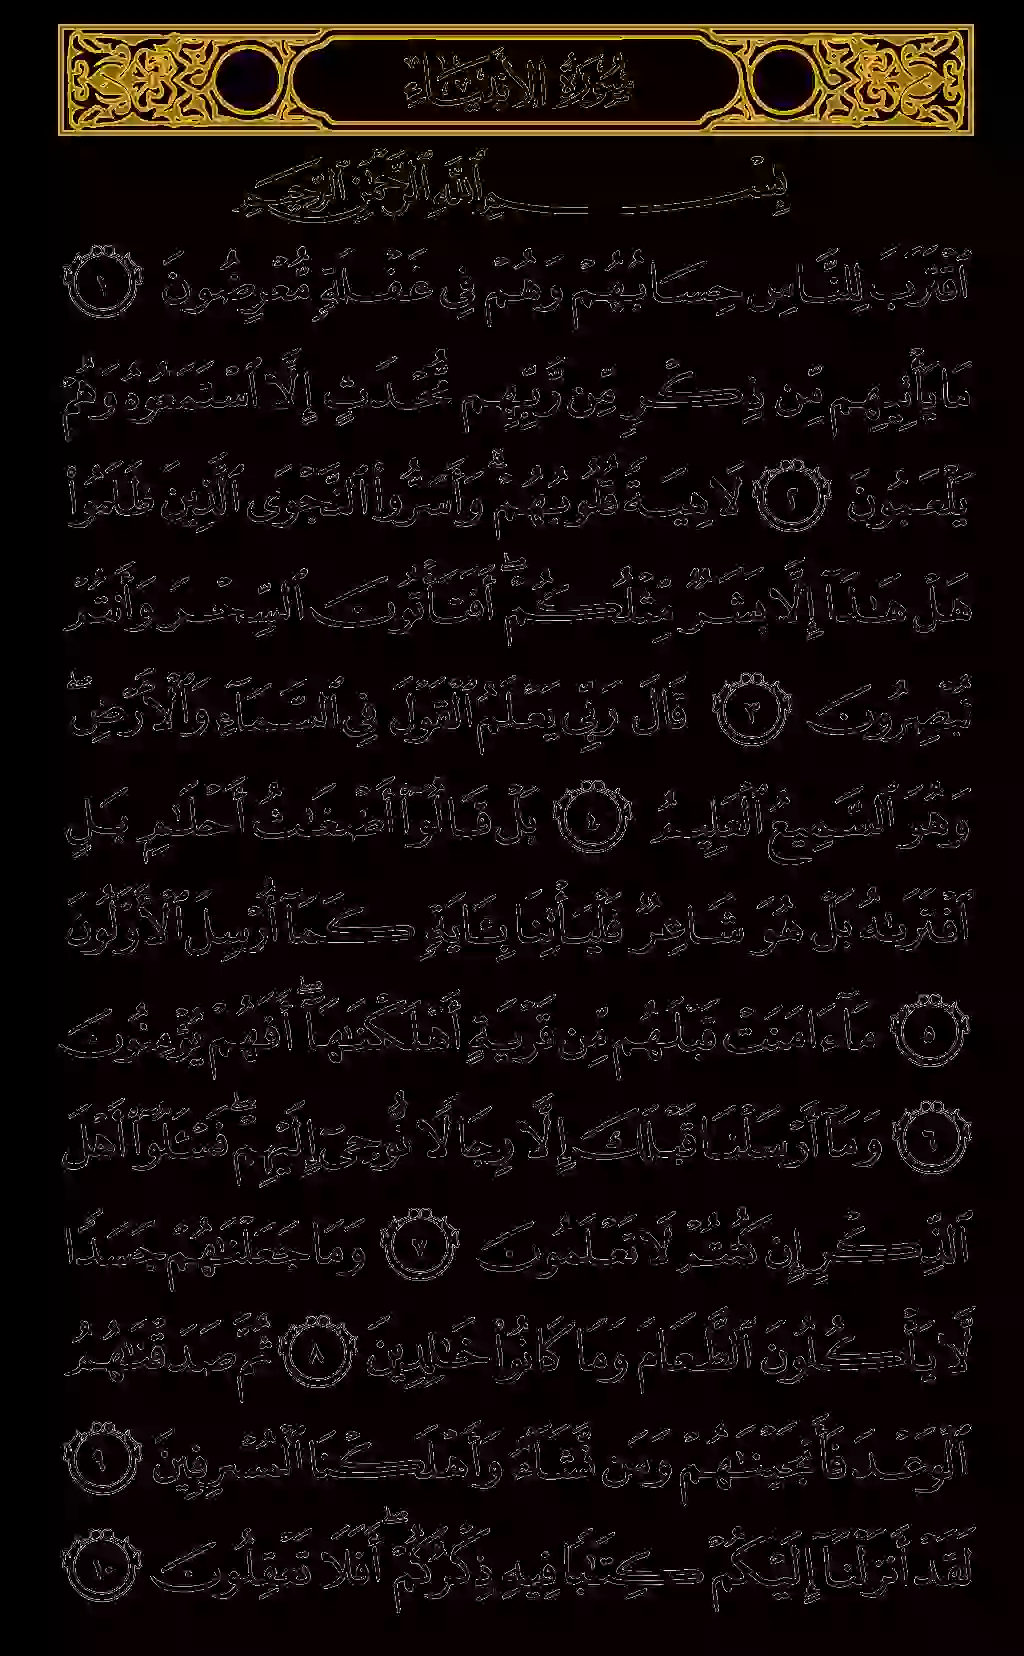 سُورَةُ الأَنبِيَاءِ
بِسْمِ ٱللَّهِ ٱلرَّحْمَٰنِ ٱلرَّحِيمِ
ٱقْتَرَبَ لِلنَّاسِ حِسَابُهُمْ وَهُمْ فِى غَفْلَةٍ مُّعْرِضُونَ ١
مَا يَأْتِيهِم مِّن ذِكْرٍ مِّن رَّبِّهِم مُّحْدَثٍ إِلَّا ٱسْتَمَعُوهُ وَهُمْ
يَلْعَبُونَ ٢ لَاهِيَةً قُلُوبُهُمْ ۗ وَأَسَرُّوا۟ ٱلنَّجْوَى ٱلَّذِينَ ظَلَمُوا۟
هَلْ هَٰذَآ إِلَّا بَشَرٌ مِّثْلُكُمْ ۖ أَفَتَأْتُونَ ٱلسِّحْرَ وَأَنتُمْ
تُبْصِرُونَ ٣ قَالَ رَبِّى يَعْلَمُ ٱلْقَوْلَ فِى ٱلسَّمَآءِ وَٱلْأَرْضِ ۖ
وَهُوَ ٱلسَّمِيعُ ٱلْعَلِيمُ ٤ بَلْ قَالُوٓا۟ أَضْغَٰثُ أَحْلَٰمٍۭ بَلِ
ٱفْتَرَىٰهُ بَلْ هُوَ شَاعِرٌ فَلْيَأْتِنَا بِـَٔايَةٍ كَمَآ أُرْسِلَ ٱلْأَوَّلُونَ
٥ مَآ ءَامَنَتْ قَبْلَهُم مِّن قَرْيَةٍ أَهْلَكْنَٰهَآ ۖ أَفَهُمْ يُؤْمِنُونَ
٦ وَمَآ أَرْسَلْنَا قَبْلَكَ إِلَّا رِجَالًا نُّوحِىٓ إِلَيْهِمْ ۖ فَسْـَٔلُوٓا۟ أَهْلَ
ٱلذِّكْرِ إِن كُنتُمْ لَا تَعْلَمُونَ ٧ وَمَا جَعَلْنَٰهُمْ جَسَدًا
لَّا يَأْكُلُونَ ٱلطَّعَامَ وَمَا كَانُوا۟ خَٰلِدِينَ ٨ ثُمَّ صَدَقْنَٰهُمُ
ٱلْوَعْدَ فَأَنجَيْنَٰهُمْ وَمَن نَّشَآءُ وَأَهْلَكْنَا ٱلْمُسْرِفِينَ ٩
لَقَدْ أَنزَلْنَآ إِلَيْكُمْ كِتَٰبًا فِيهِ ذِكْرُكُمْ ۖ أَفَلَا تَعْقِلُونَ ١٠